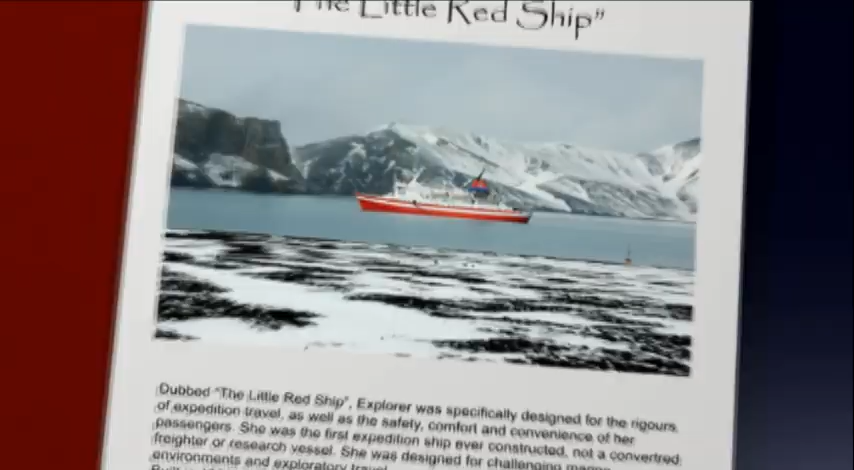 "The Little Red Ship"
Dubbed "The Little Red Ship", Explorer was specifically designed for the rigours
of expedition travel, as well as the safety, comfort and convenience of her
passengers. She was the first expedition ship ever constructed, not a convertred
freighter or research vessel. She was designed for challenging
environments and exploratory travel